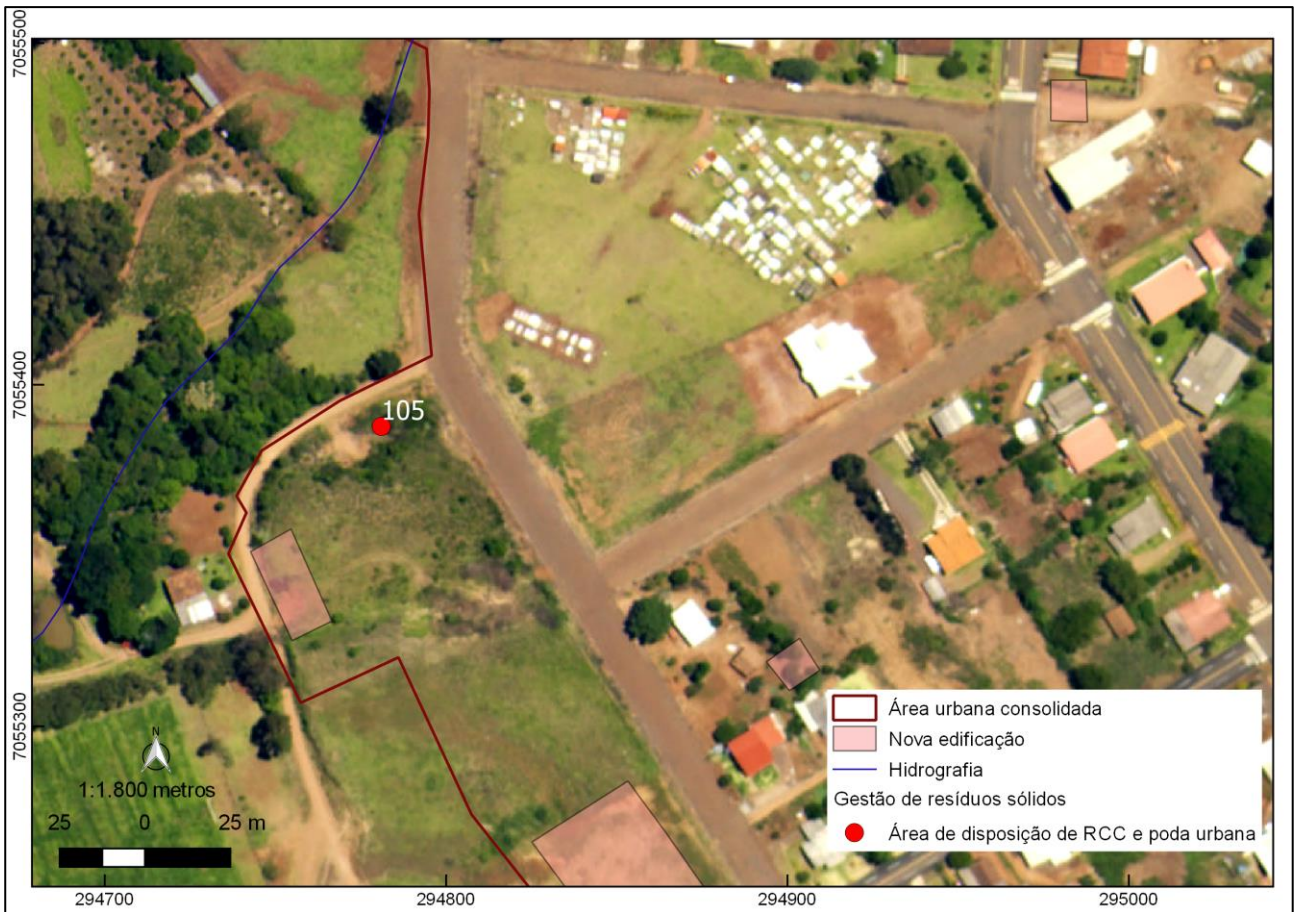 7055500
105
7055400
7055300
N
1:1.800 metros
25 0 25 m
Área urbana consolidada
Nova edificação
Hidrografia
Gestão de resíduos sólidos
Área de disposição de RCC e poda urbana
294700 294800 294900 295000